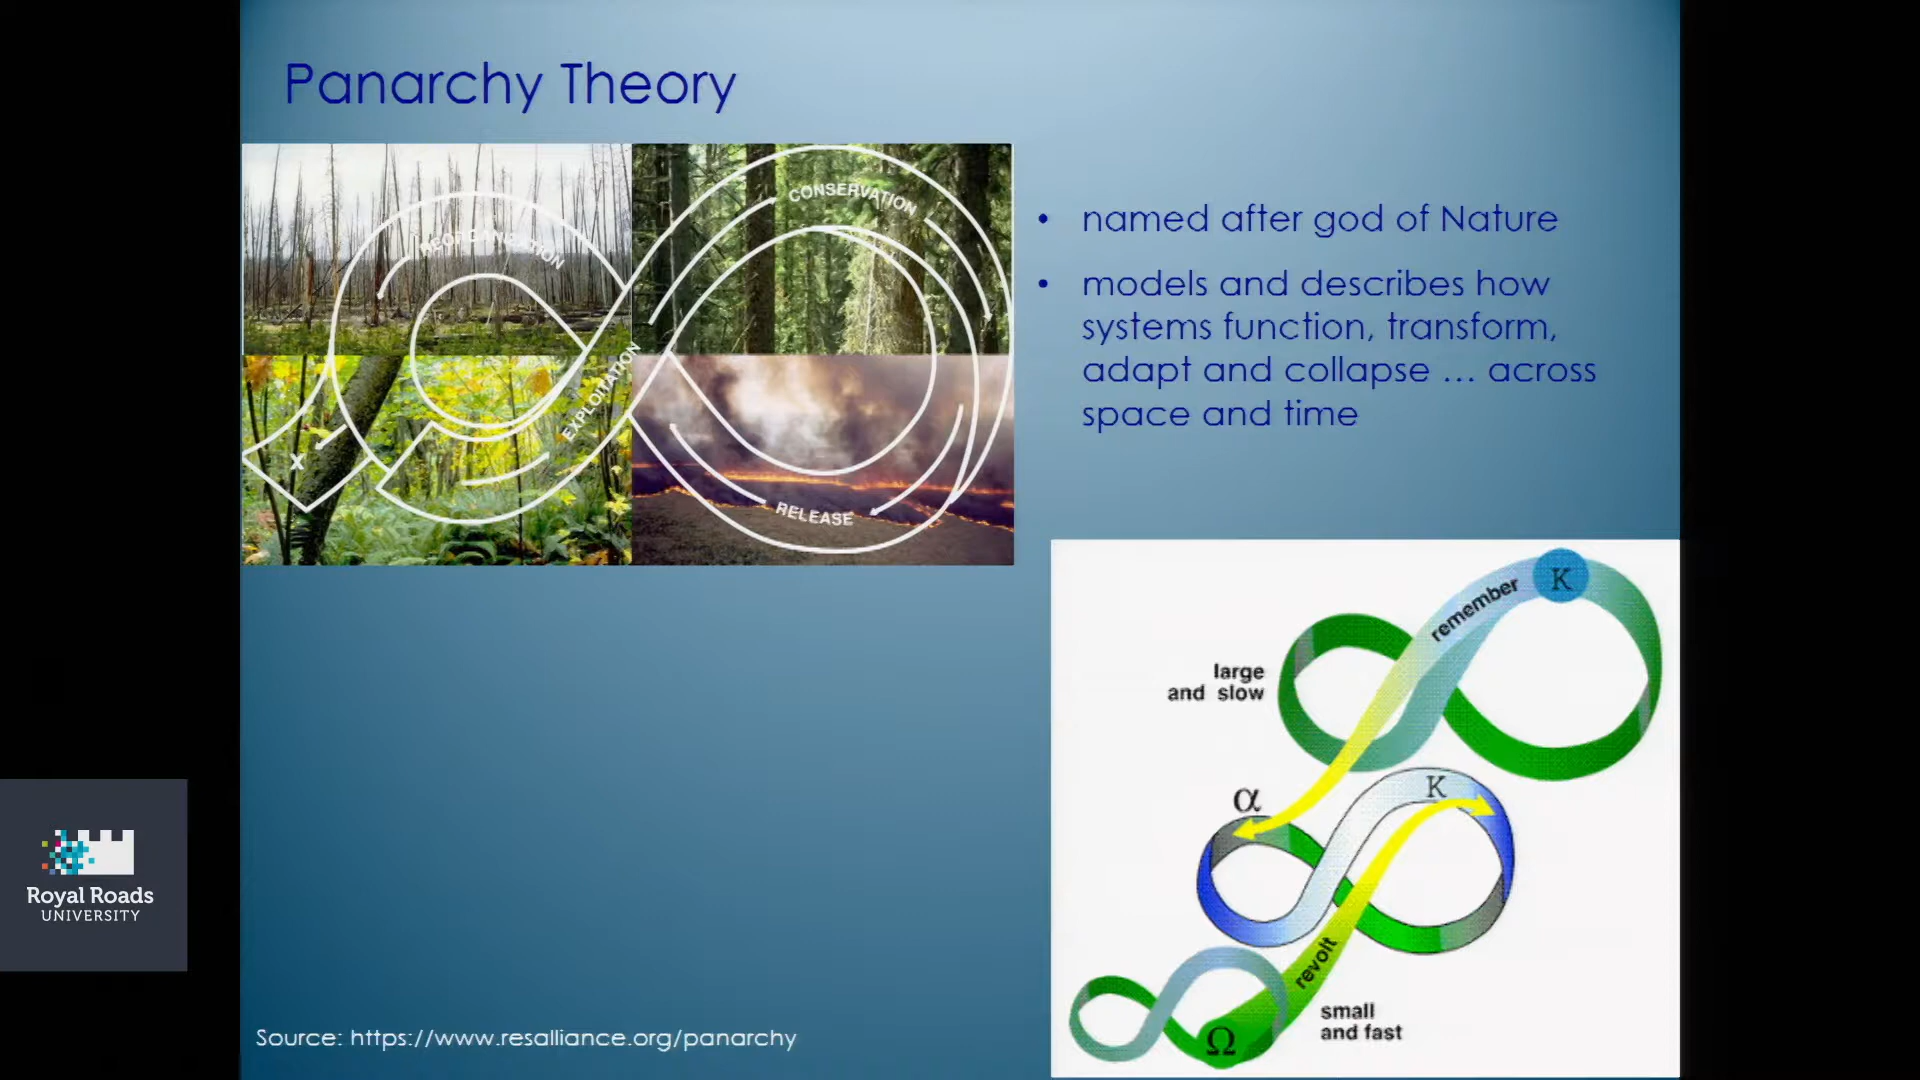 Panarchy Theory
REORGANIZATION
CONSERVATION
X
EXPLOITATION
RELEASE
• named after god of Nature
• models and describes how
systems function, transform,
adapt and collapse … across
space and time
K
remember
large
and slow
α
K
revolt
small
and fast
Ω
Royal Roads
UNIVERSITY
Source: https://www.resalliance.org/panarchy